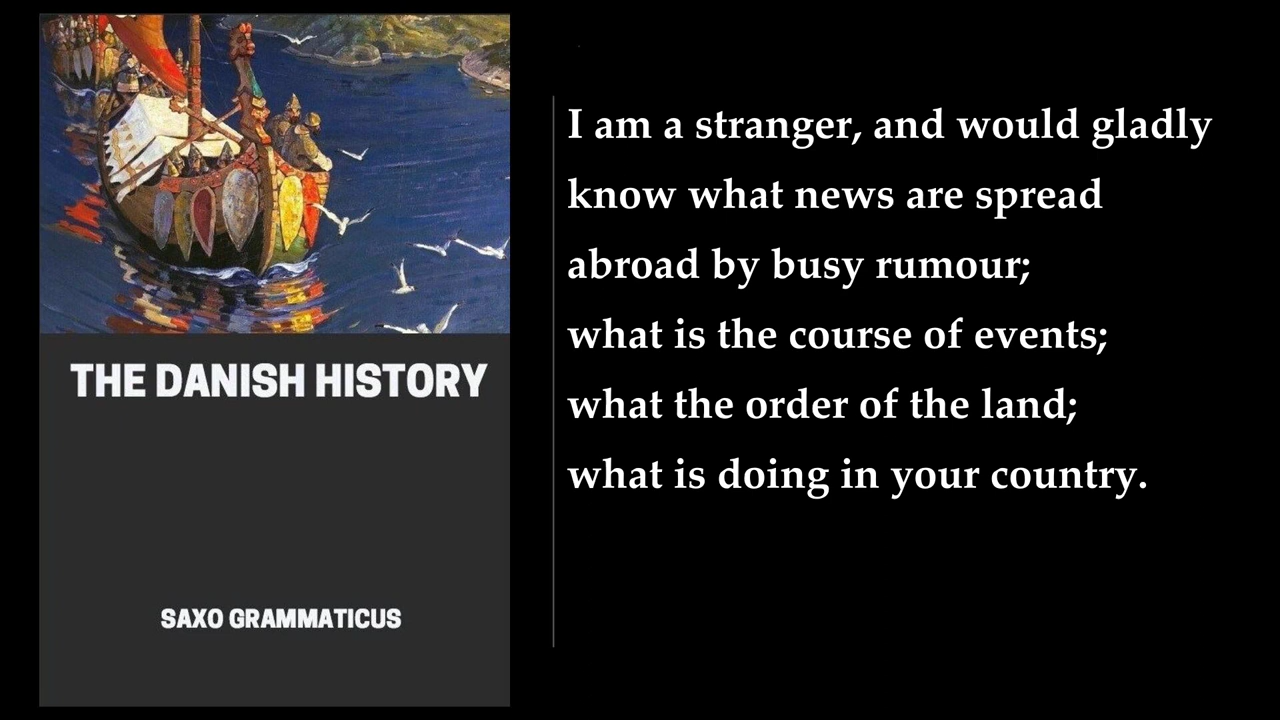 THE DANISH HISTORY
SAXO GRAMMATICUS
I am a stranger, and would gladly
know what news are spread
abroad by busy rumour;
what is the course of events;
what the order of the land;
what is doing in your country.